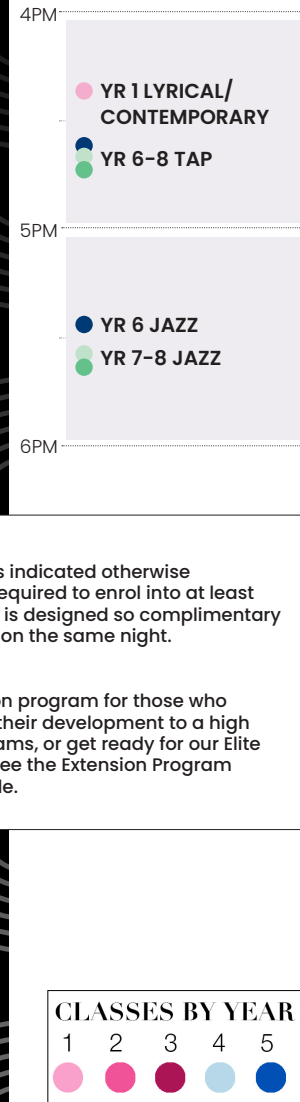 4PM
YR 1 LYRICAL/
CONTEMPORARY
YR 6-8 TAP
5PM
YR 6 JAZZ
YR 7-8 JAZZ
6PM
indicated otherwise
equired to enrol into at least
is designed so complimentary
on the same night.
on program for those who
their development to a high
ams, or get ready for our Elite
ee the Extension Program
le.
CLASSES BY YEAR
1 2 3 4 5